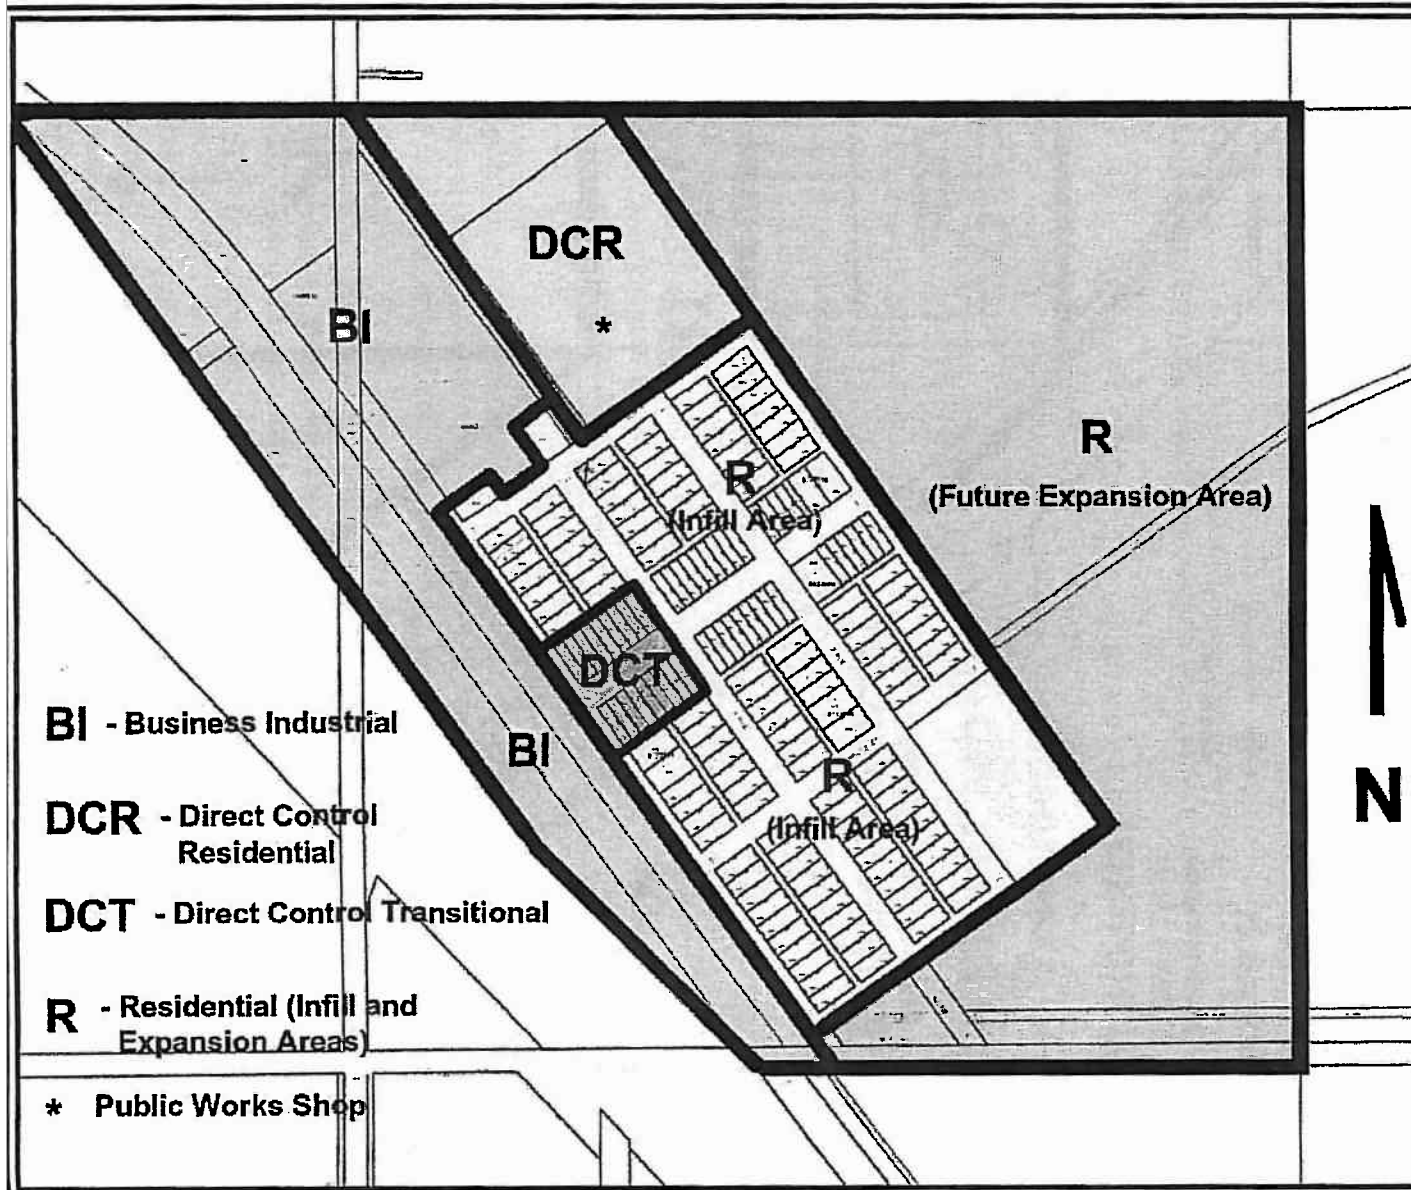 DCR
*
BI
R
(Future Expansion Area)
R
(Infill Area)
DCT
BI
R
(Infill Area)
N
BI - Business Industrial
DCR - Direct Control
Residential
DCT - Direct Control Transitional
R - Residential (Infill and
Expansion Areas)
* Public Works Shop